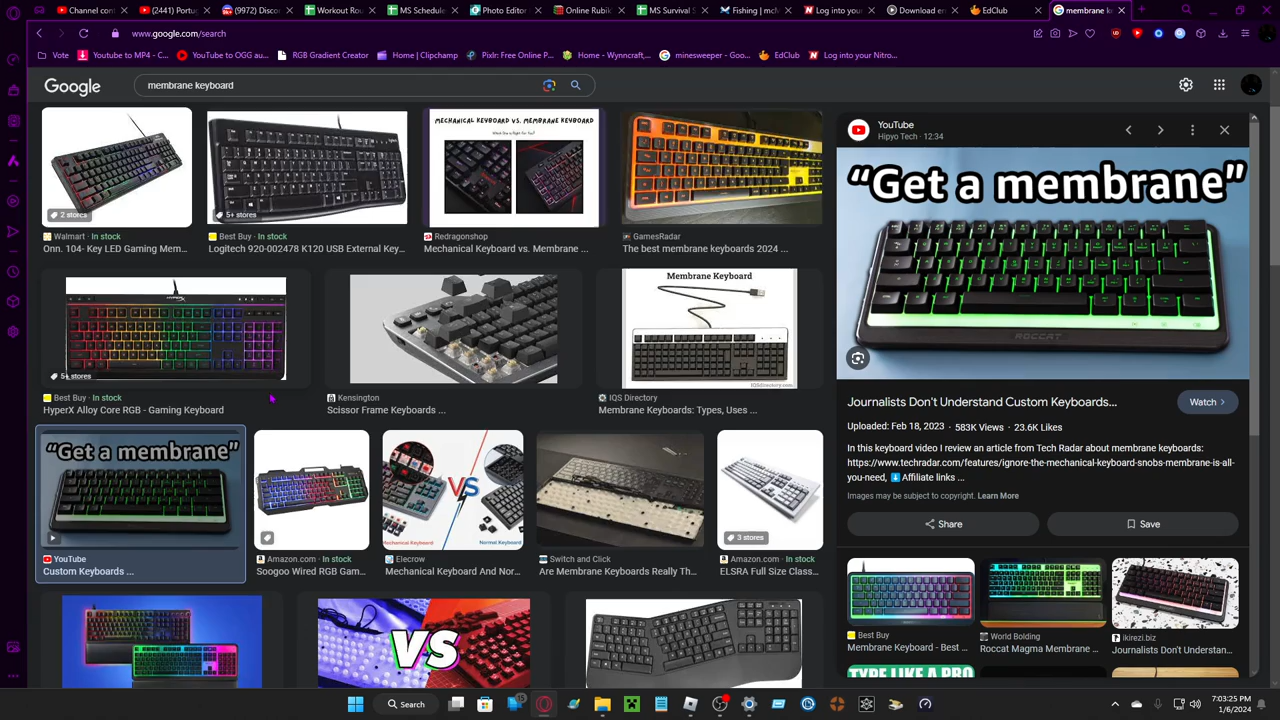 Channel cont
(2441) Portug
(9972) Disco
Workout Rou
MS Schedule
Photo Editor
Online Rubik
MS Survival S
Fishing | mc
Log into your
Download er
EdClub
membrane k
www.google.com/search
Vote
Youtube to MP4 - C...
YouTube to OGG au...
RGB Gradient Creator
Home | Clipchamp
Pixlr: Free Online P...
Home - Wynncraft,...
minesweeper - Goo...
EdClub
Log into your Nitro...
Google
membrane keyboard
2 stores
5+ stores
MECHANICAL KEYBOARD VS. MEMBRANE KEYBOARD
Walmart · In stock
Onn. 104- Key LED Gaming Mem...
Best Buy · In stock
Logitech 920-002478 K120 USB External Key...
Redragonshop
Mechanical Keyboard vs. Membrane ...
GamesRadar
The best membrane keyboards 2024 ...
HYPERX
5+ stores
Membrane Keyboard
IQSdirectory.com
Best Buy · In stock
HyperX Alloy Core RGB - Gaming Keyboard
Kensington
Scissor Frame Keyboards ...
IQS Directory
Membrane Keyboards: Types, Uses ...
"Get a membrane"
VS
Mechanical Keyboard
Normal Keyboard
3 stores
YouTube
Custom Keyboards ...
Amazon.com · In stock
Soogoo Wired RGB Gam...
Elecrow
Mechanical Keyboard And Nor...
Switch and Click
Are Membrane Keyboards Really Th...
Amazon.com · In stock
ELSRA Full Size Class...
VS
YouTube
Hipyo Tech · 12:34
"Get a membrane"
ROCCAT
Journalists Don't Understand Custom Keyboards...
Watch
Uploaded: Feb 18, 2023 · 583K Views · 23.6K Likes
In this keyboard video I review an article from Tech Radar about membrane keyboards:
https://www.techradar.com/features/ignore-the-mechanical-keyboard-snobs-membrane-is-all-
you-need, ⬇️Affiliate links ...
Images may be subject to copyright. Learn More
Share
Save
Best Buy
Membrane Keyboard - Best ...
World Bolding
Roccat Magma Membrane ...
ikirezi.biz
Journalists Don't Understan...
TYPE LIKE A PRO
Search
15
7:03:25 PM
1/6/2024